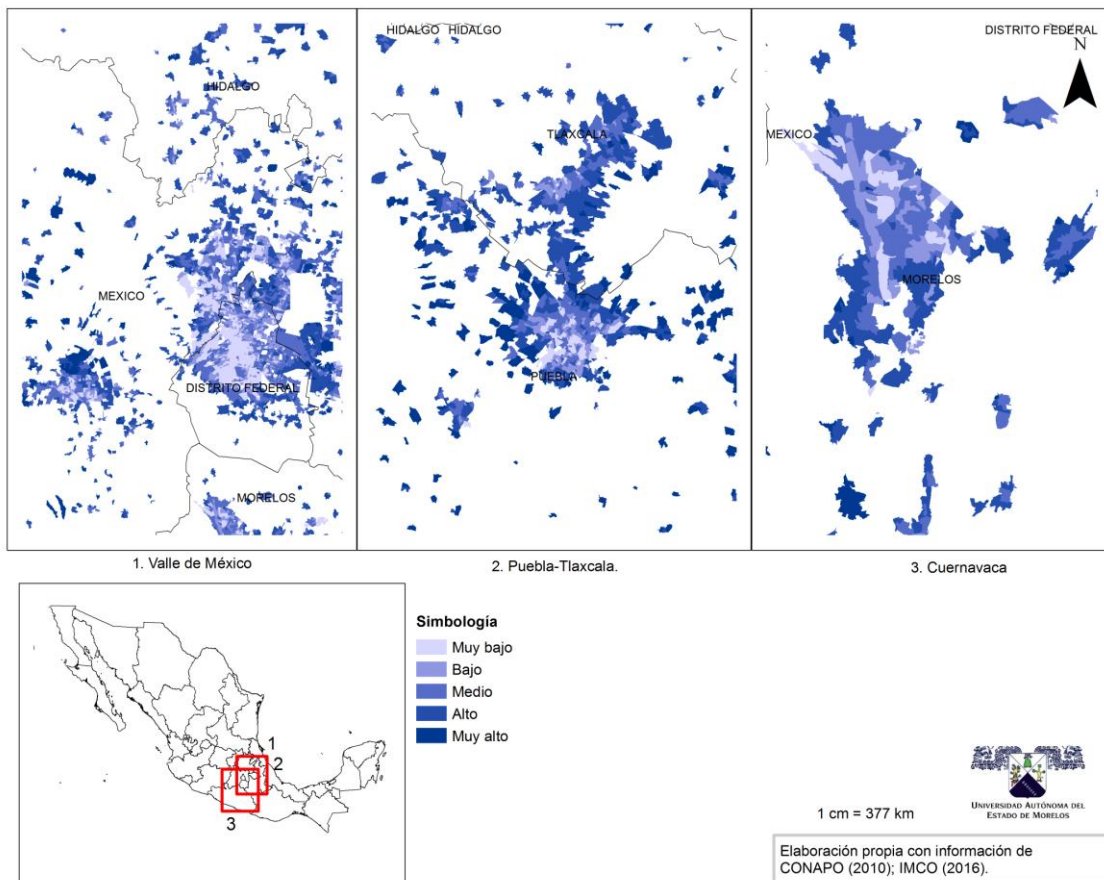 HIDALGO
MEXICO
DISTRITO FEDERAL
MORELOS
1. Valle de México
HIDALGO HIDALGO
TLAXCALA
PUEBLA
2. Puebla-Tlaxcala.
DISTRITO FEDERAL
N
MEXICO
MORELOS
3. Cuernavaca
1
2
3
Simbología
Muy bajo
Bajo
Medio
Alto
Muy alto
1 cm = 377 km
UNIVERSIDAD AUTÓNOMA DEL
ESTADO DE MORELOS
Elaboración propia con información de
CONAPO (2010); IMCO (2016).